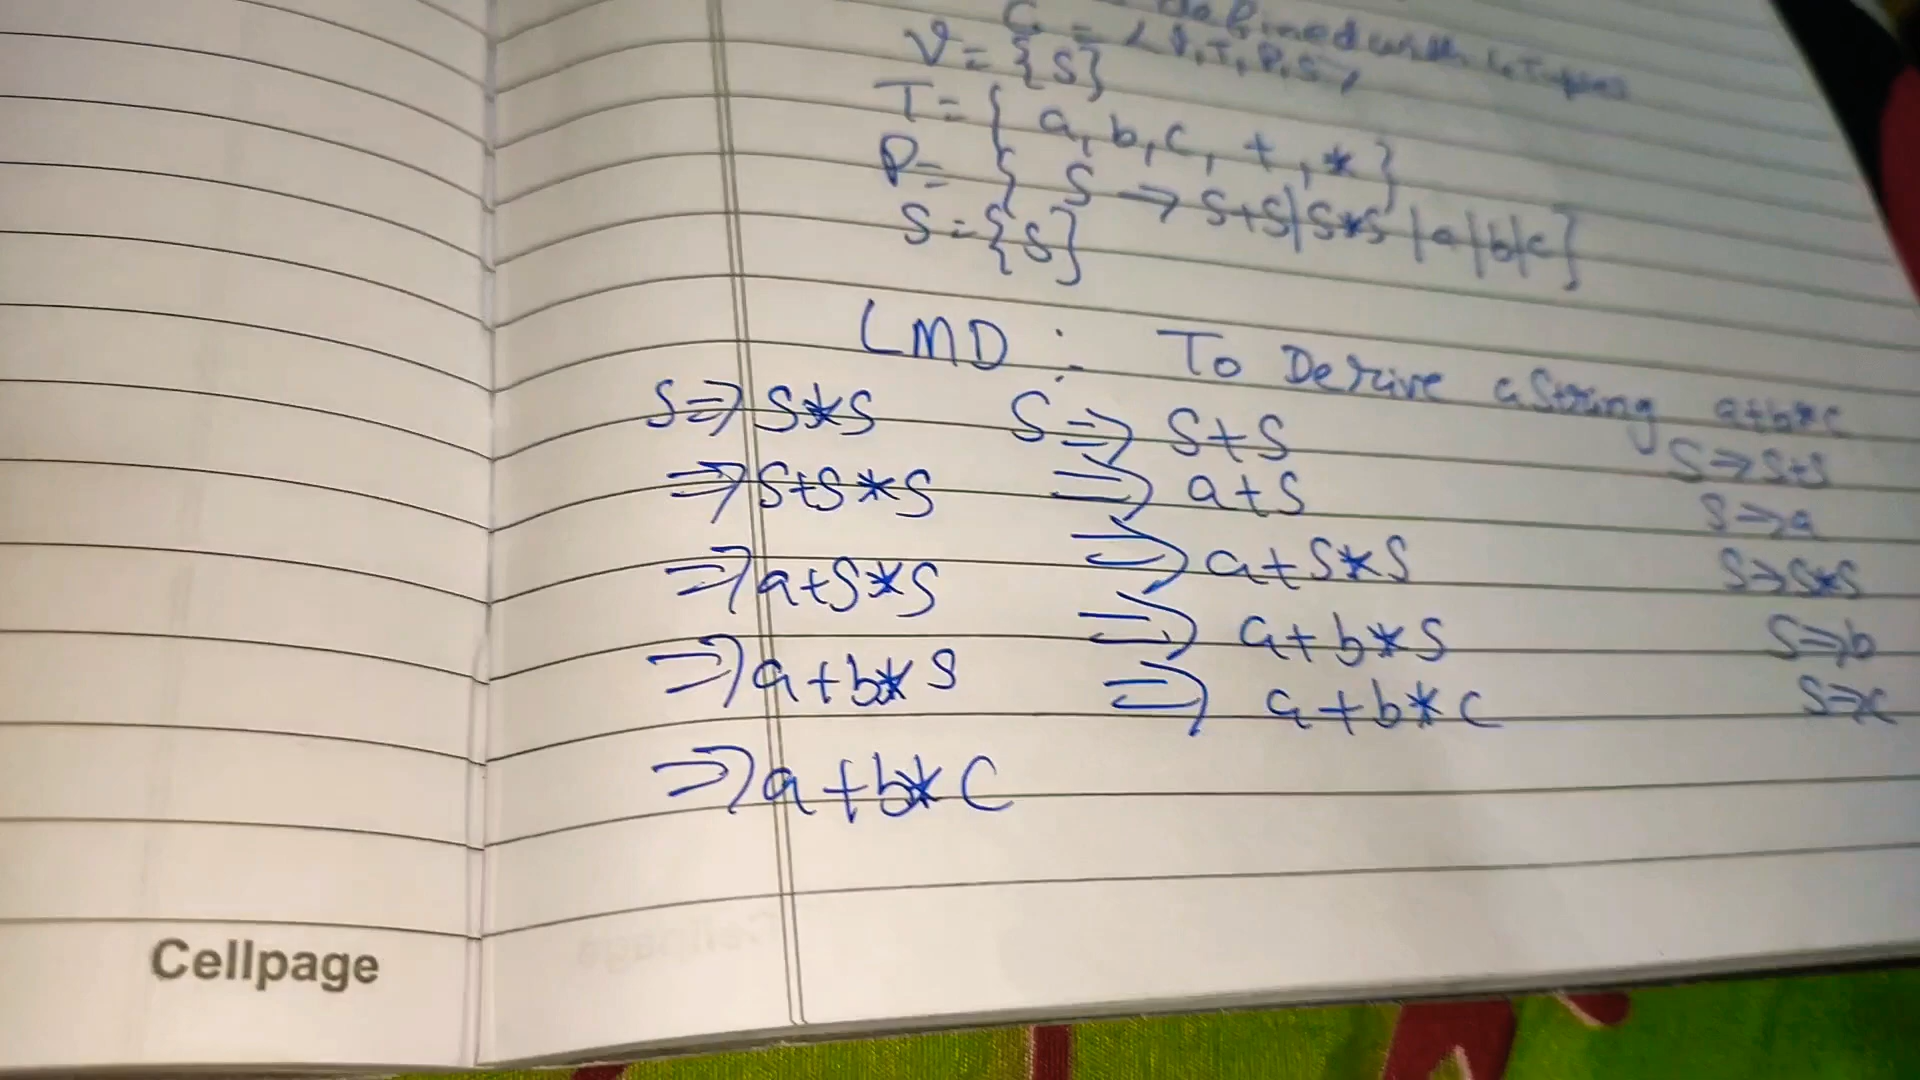 G = < V, T, P, S >
V = {S}
T = { a, b, c, +, * }
P = { S → S+S|S*S|a|b|c}
S = {S}
LMD :- To Derive a String a+b*c
S ⇒ S*S
⇒ S+S*S
⇒ a+S*S
⇒ a+b*S
⇒ a+b*C
S ⇒ S+S
⇒ a+S
⇒ a+S*S
⇒ a+b*S
⇒ a+b*c
S ⇒ S+S
S ⇒ a
S ⇒ S*S
S ⇒ b
S ⇒ c
Cellpage